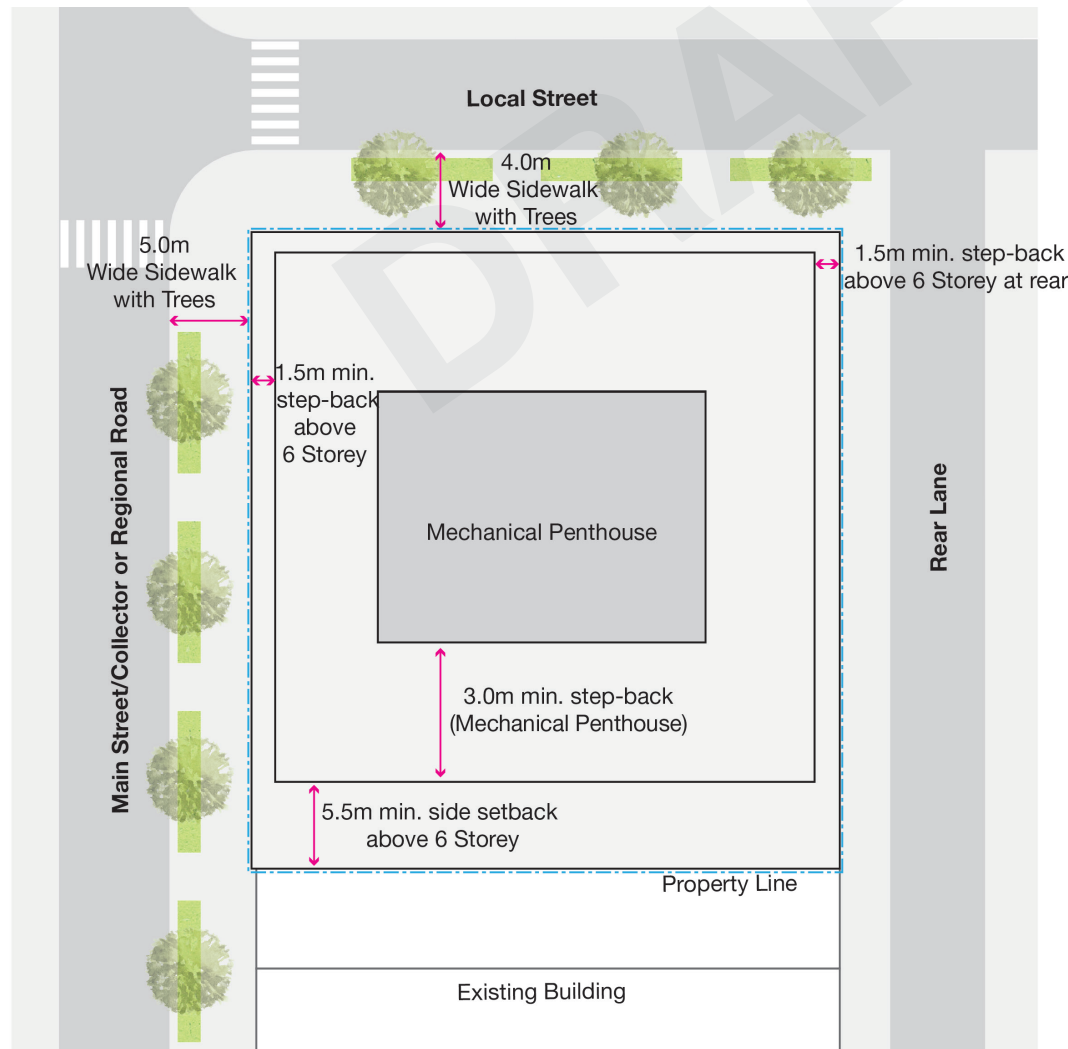 DRAF
Local Street
4.0m
Wide Sidewalk
with Trees
5.0m
Wide Sidewalk
with Trees
1.5m min. step-back
above 6 Storey at rear
1.5m min.
step-back
above
6 Storey
Main Street/Collector or Regional Road
Mechanical Penthouse
Rear Lane
3.0m min. step-back
(Mechanical Penthouse)
5.5m min. side setback
above 6 Storey
Property Line
Existing Building